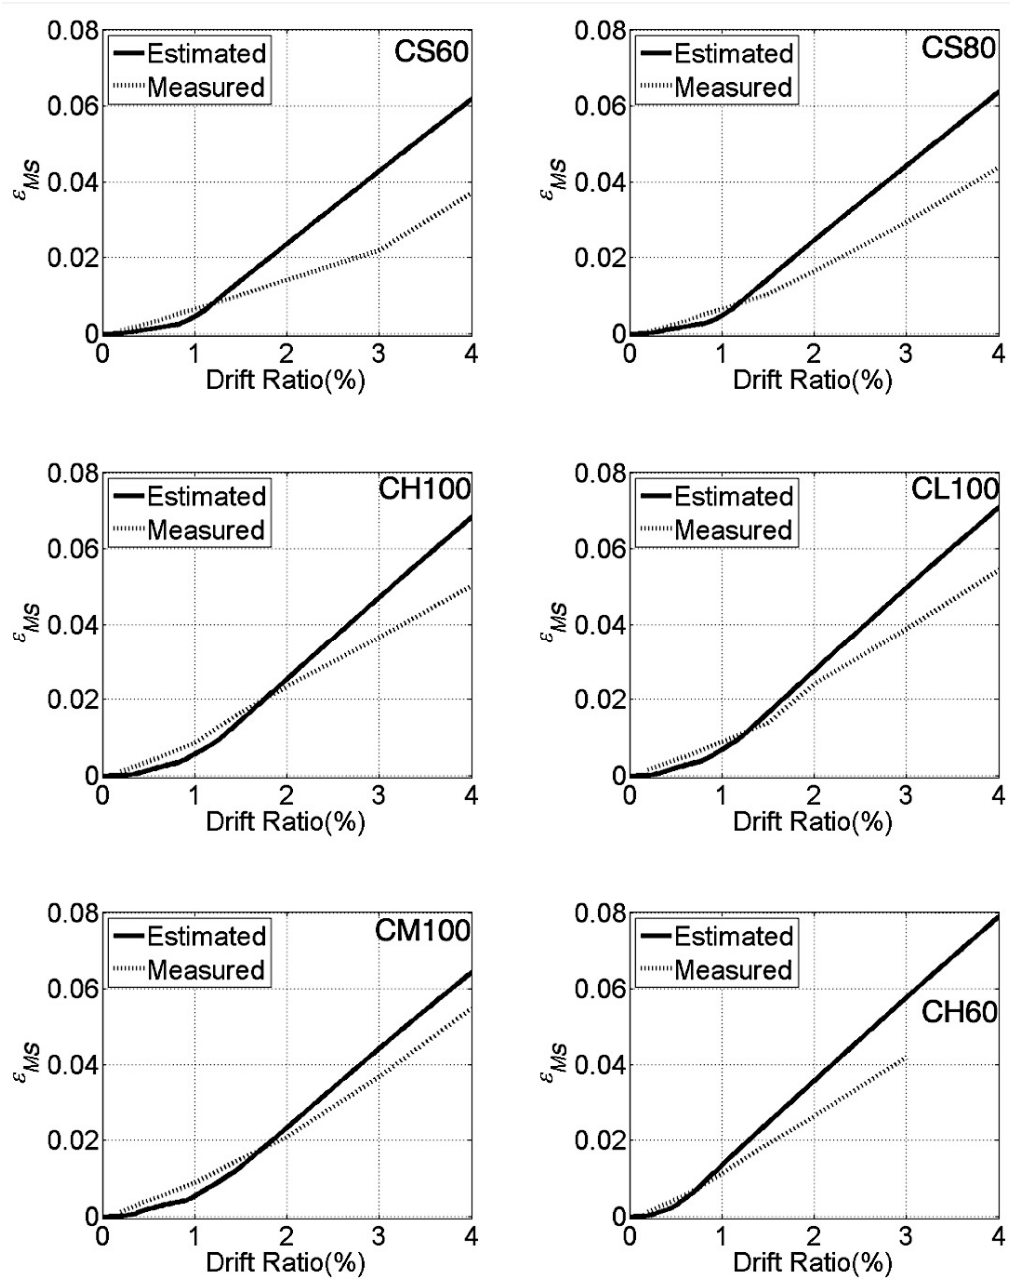 0.08
Estimated
Measured
CS60
0.06
0.04
0.02
0
ε_MS
0 1 2 3 4
Drift Ratio(%)
0.08
Estimated
Measured
CS80
0.06
0.04
0.02
0
ε_MS
0 1 2 3 4
Drift Ratio(%)
0.08
Estimated
Measured
CH100
0.06
0.04
0.02
0
ε_MS
0 1 2 3 4
Drift Ratio(%)
0.08
Estimated
Measured
CL100
0.06
0.04
0.02
0
ε_MS
0 1 2 3 4
Drift Ratio(%)
0.08
Estimated
Measured
CM100
0.06
0.04
0.02
0
ε_MS
0 1 2 3 4
Drift Ratio(%)
0.08
Estimated
Measured
0.06
CH60
0.04
0.02
0
ε_MS
0 1 2 3 4
Drift Ratio(%)